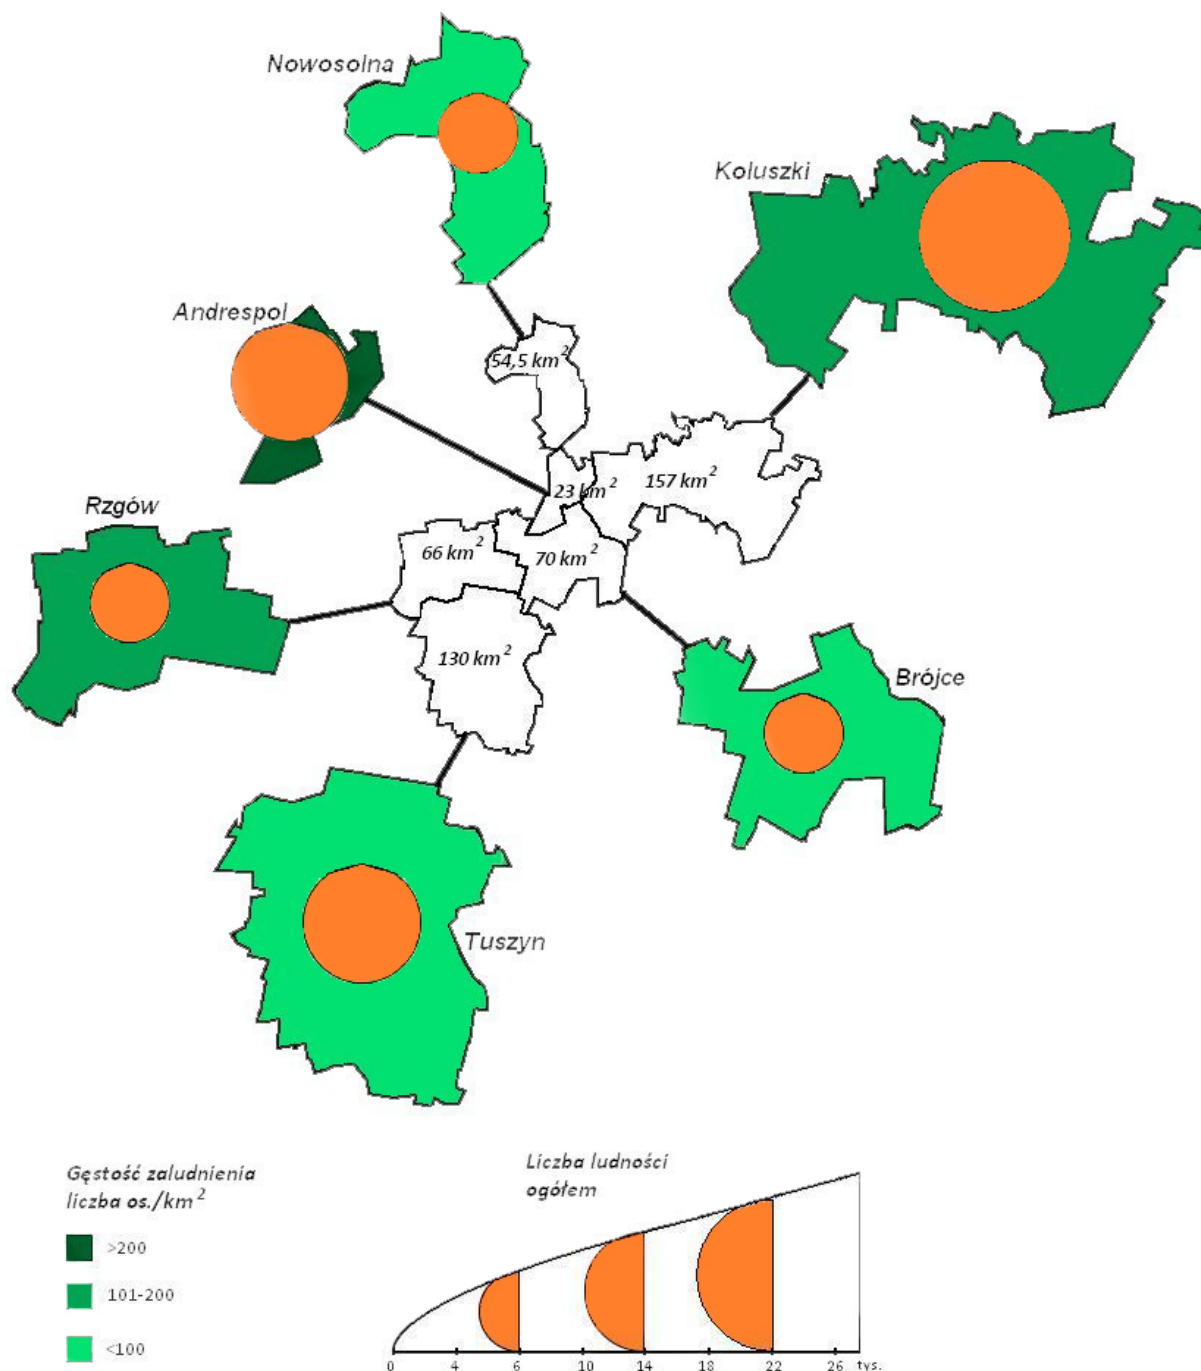 Nowosolna
Koluszki
Andrespol
54,5 km²
157 km²
23 km²
Rzgów
66 km²
70 km²
130 km²
Brójce
Tuszyn
Gęstość zaludnienia
liczba os./km²
>200
101-200
<100
Liczba ludności
ogółem
0 4 6 10 14 18 22 26 tys.